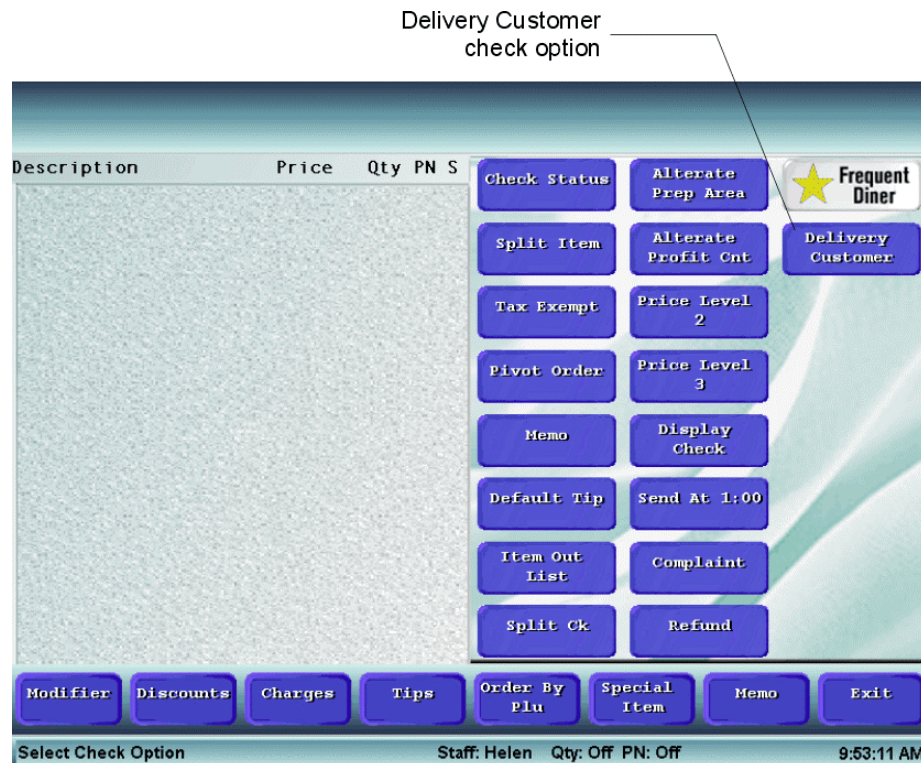 Delivery Customer
check option
Description Price Qty PN S
Check Status
Alterate
Prep Area
Frequent
Diner
Split Item
Alterate
Profit Cnt
Delivery
Customer
Tax Exempt
Price Level
2
Pivot Order
Price Level
3
Memo
Display
Check
Default Tip
Send At 1:00
Item Out
List
Complaint
Split Ck
Refund
Modifier
Discounts
Charges
Tips
Order By
Plu
Special
Item
Memo
Exit
Select Check Option Staff: Helen Qty: Off PN: Off 9:53:11 AM